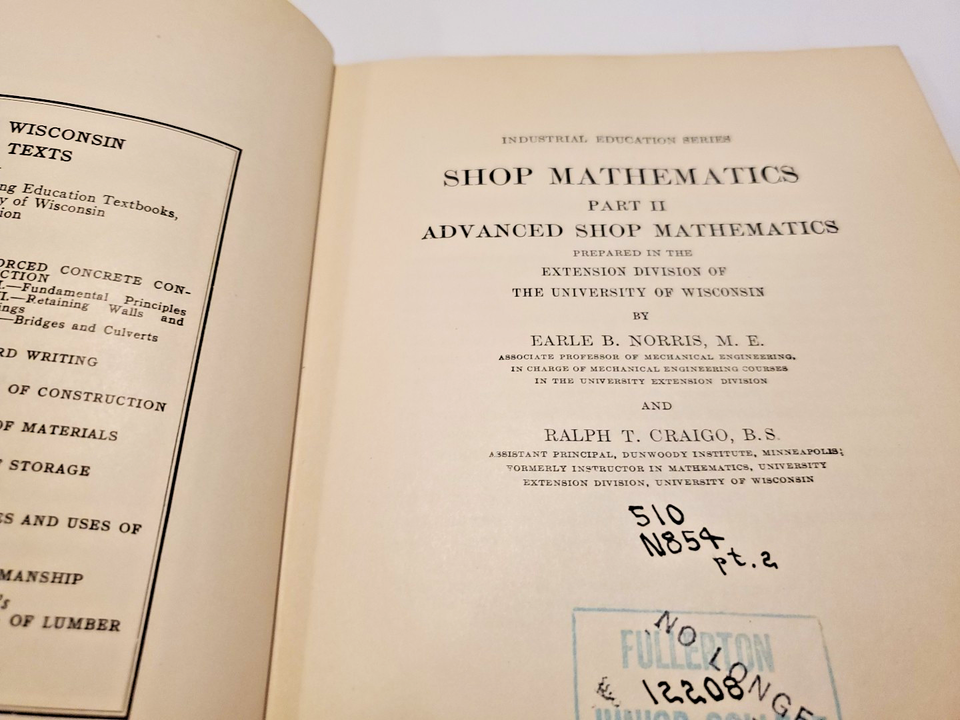 WISCONSIN
TEXTS
ng Education Textbooks,
y of Wisconsin
ion
ORCED CONCRETE CON-
CTION
I.—Fundamental Principles
I.—Retaining Walls and
ings
—Bridges and Culverts
RD WRITING
OF CONSTRUCTION
OF MATERIALS
STORAGE
ES AND USES OF
MANSHIP
's
OF LUMBER
INDUSTRIAL EDUCATION SERIES
SHOP MATHEMATICS
PART II
ADVANCED SHOP MATHEMATICS
PREPARED IN THE
EXTENSION DIVISION OF
THE UNIVERSITY OF WISCONSIN
BY
EARLE B. NORRIS, M. E.
ASSOCIATE PROFESSOR OF MECHANICAL ENGINEERING,
IN CHARGE OF MECHANICAL ENGINEERING COURSES
IN THE UNIVERSITY EXTENSION DIVISION
AND
RALPH T. CRAIGO, B.S.
ASSISTANT PRINCIPAL, DUNWOODY INSTITUTE, MINNEAPOLIS;
FORMERLY INSTRUCTOR IN MATHEMATICS, UNIVERSITY
EXTENSION DIVISION, UNIVERSITY OF WISCONSIN
510
N854
pt.2
NO LONGE
FULLERTON
12208
JUNIOR